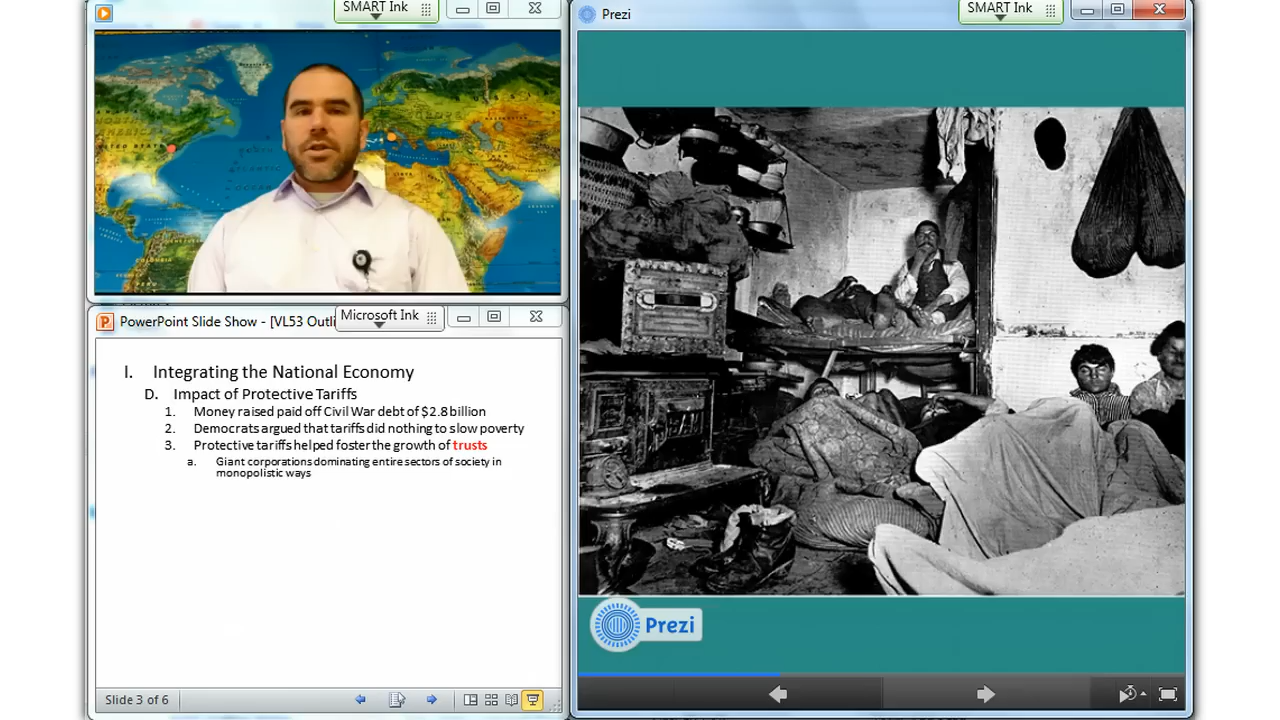 SMART Ink
Prezi
SMART Ink
PowerPoint Slide Show - [VL53 Outli
Microsoft Ink
I. Integrating the National Economy
D. Impact of Protective Tariffs
1. Money raised paid off Civil War debt of $2.8 billion
2. Democrats argued that tariffs did nothing to slow poverty
3. Protective tariffs helped foster the growth of trusts
a. Giant corporations dominating entire sectors of society in
monopolistic ways
Slide 3 of 6
Prezi